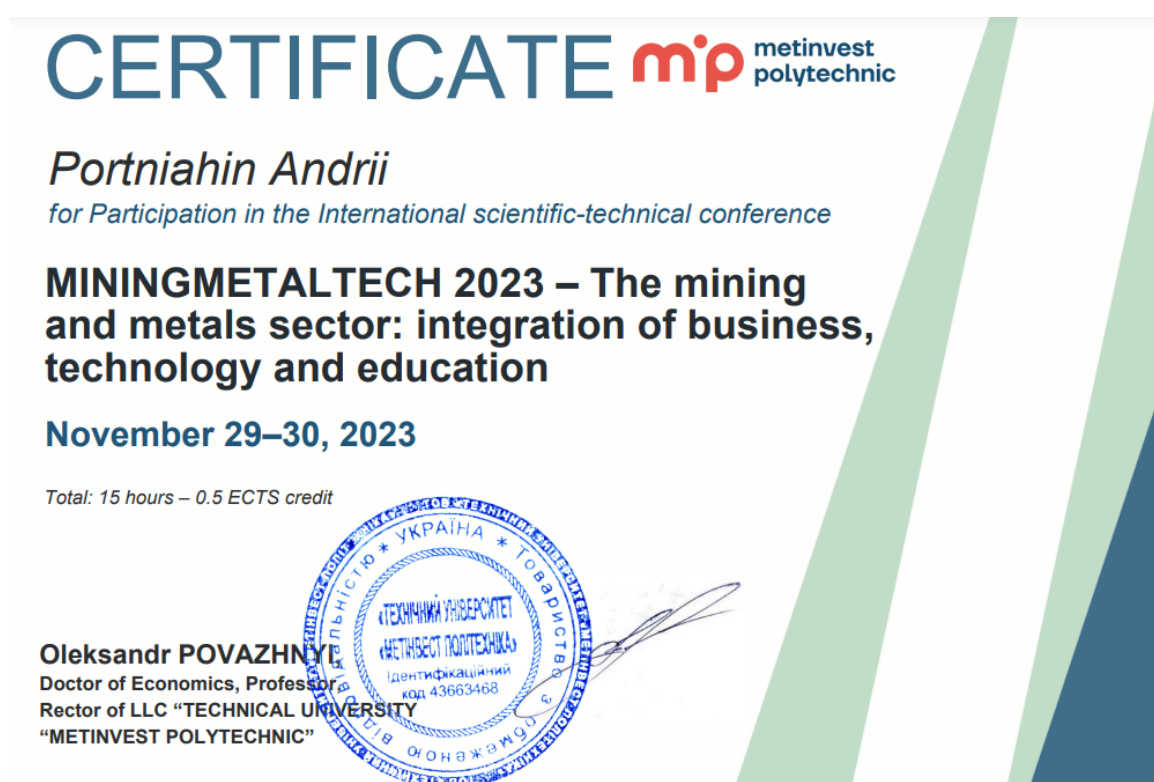 CERTIFICATE
metinvest
polytechnic
Portniahin Andrii
for Participation in the International scientific-technical conference
MININGMETALTECH 2023 – The mining
and metals sector: integration of business,
technology and education
November 29–30, 2023
Total: 15 hours – 0.5 ECTS credit
УКРАЇНА * Товариство з обмеженою відповідальністю *
«ТЕХНІЧНИЙ УНІВЕРСИТЕТ
«МЕТІНВЕСТ ПОЛІТЕХНІКА»
Ідентифікаційний
код 43663468
Oleksandr POVAZHNYI,
Doctor of Economics, Professor,
Rector of LLC “TECHNICAL UNIVERSITY
“METINVEST POLYTECHNIC”